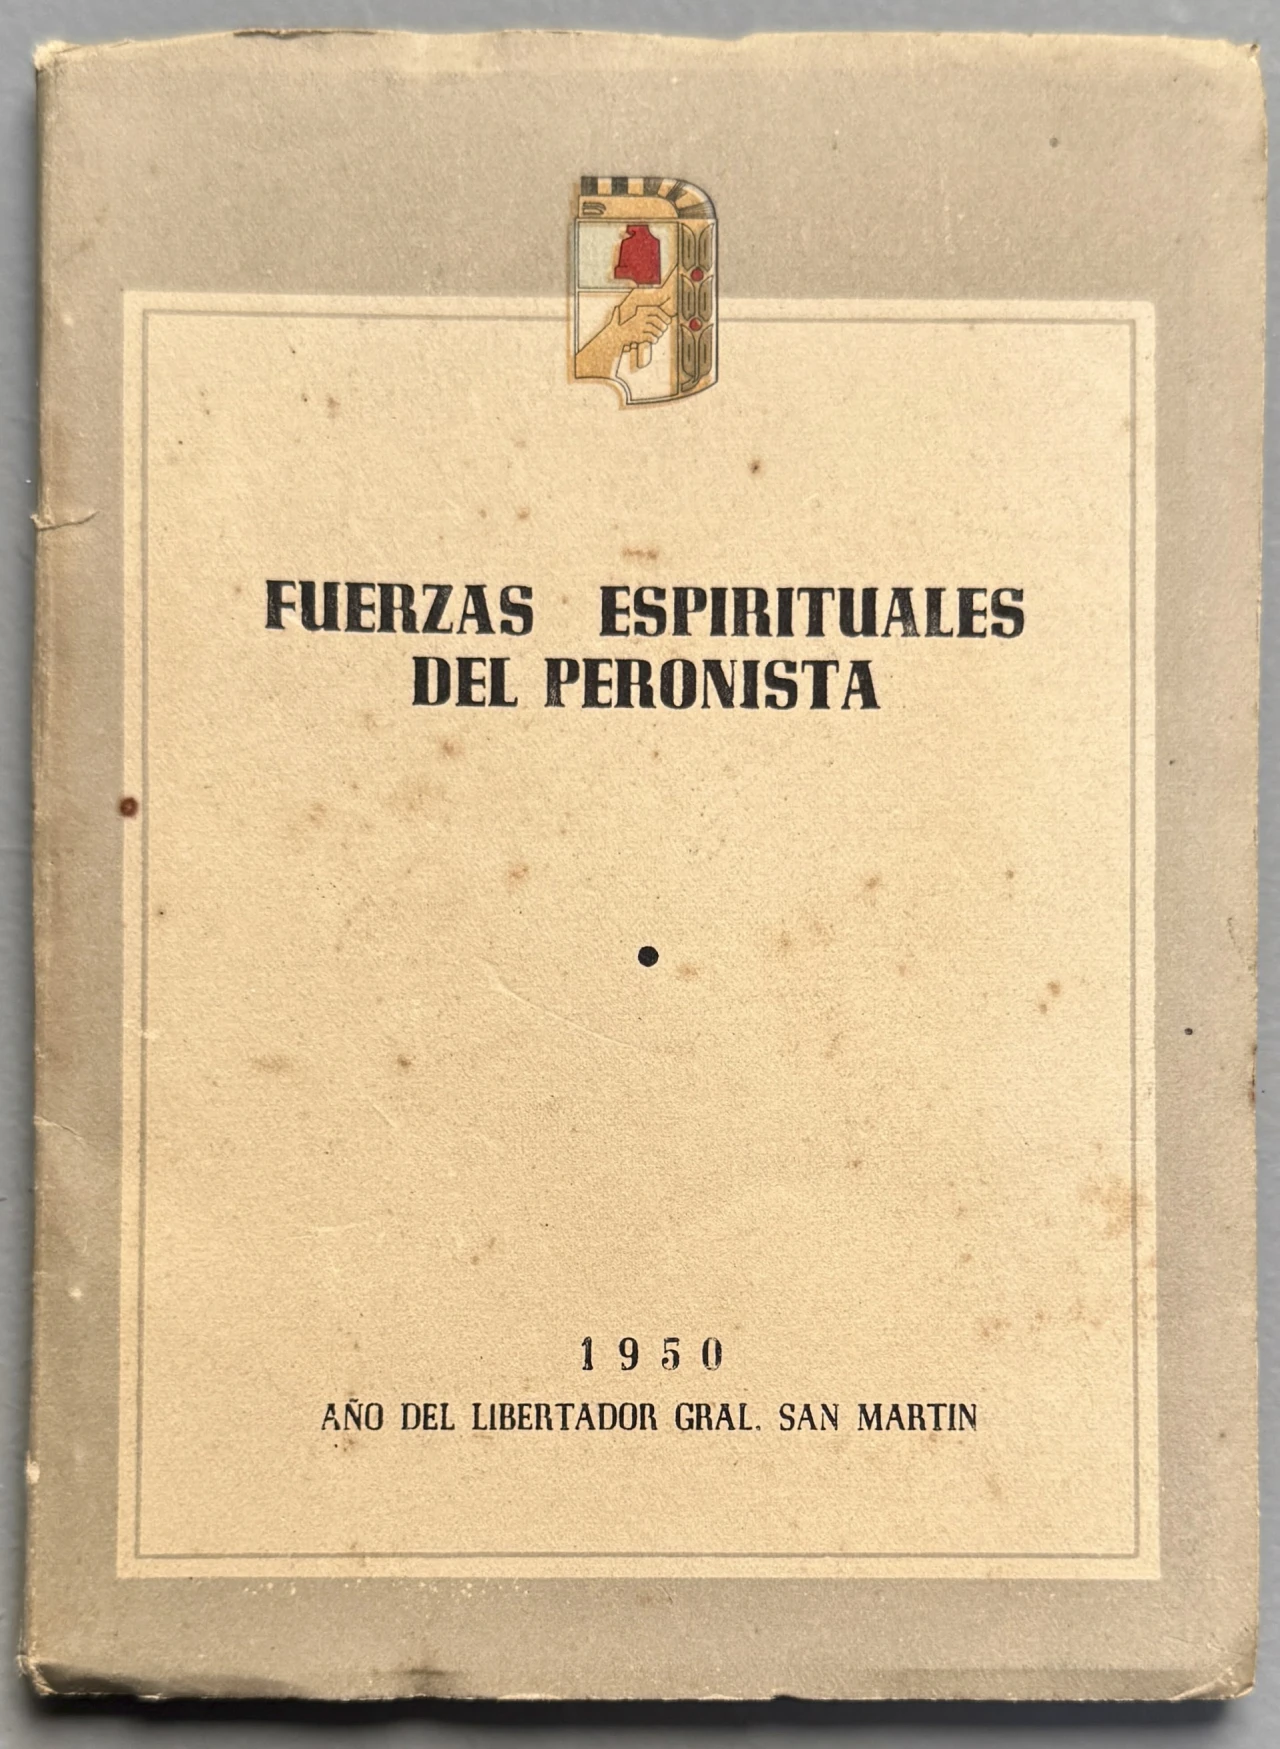 FUERZAS ESPIRITUALES
DEL PERONISTA
1950
AÑO DEL LIBERTADOR GRAL. SAN MARTIN